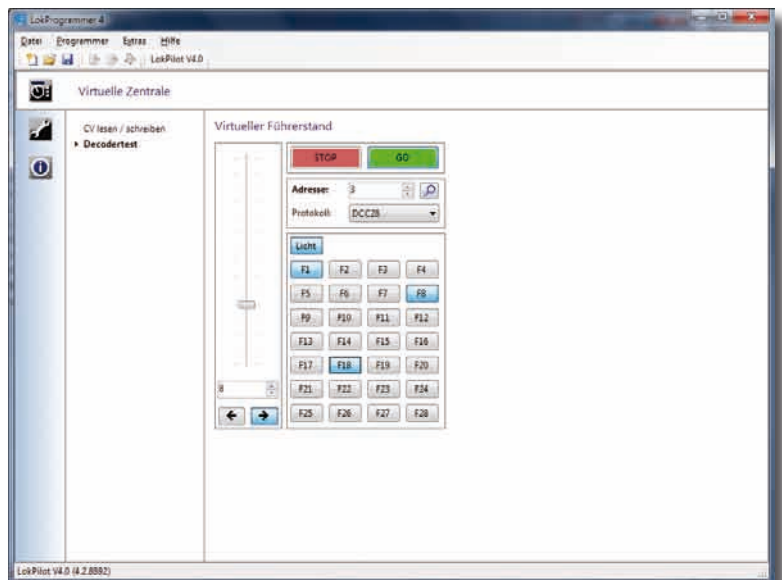 LokProgrammer 4
Datei Programmer Extras Hilfe
LokPilot V4.0
Virtuelle Zentrale
CV lesen / schreiben
Decodertest
Virtueller Führerstand
STOP GO
Adresse: 3
Protokoll: DCC28
Licht
F1 F2 F3 F4
F5 F6 F7 F8
F9 F10 F11 F12
F13 F14 F15 F16
F17 F18 F19 F20
8
F21 F22 F23 F24
F25 F26 F27 F28
LokPilot V4.0 (4.2.8592)